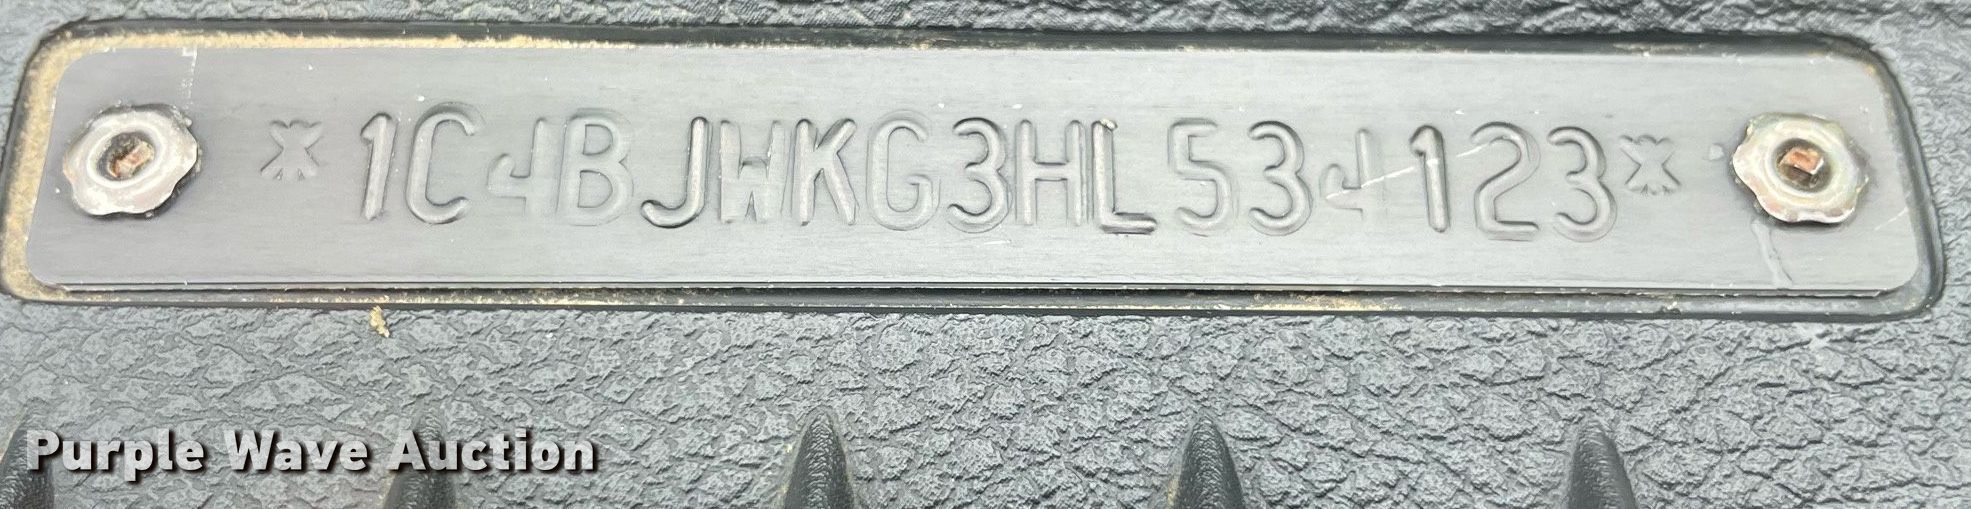 *1C4BJWKG3HL534123*
Purple Wave Auction